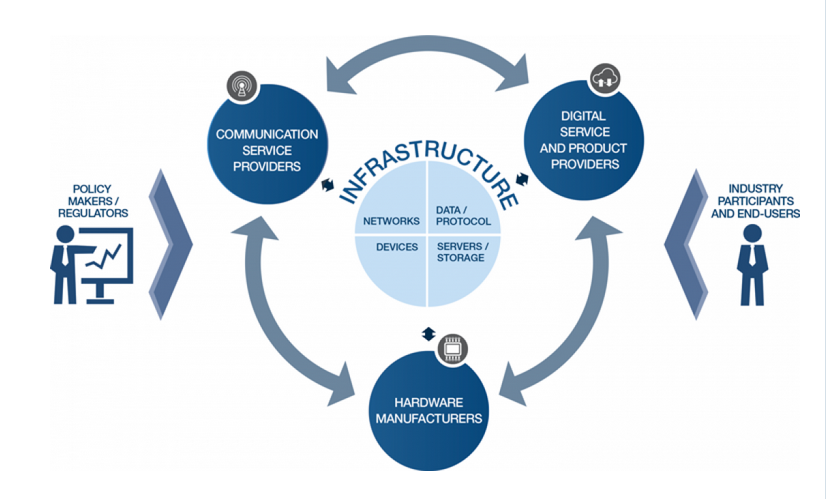 COMMUNICATION
SERVICE
PROVIDERS
DIGITAL
SERVICE
AND PRODUCT
PROVIDERS
INFRASTRUCTURE
NETWORKS
DATA /
PROTOCOL
DEVICES
SERVERS /
STORAGE
POLICY
MAKERS /
REGULATORS
INDUSTRY
PARTICIPANTS
AND END-USERS
HARDWARE
MANUFACTURERS